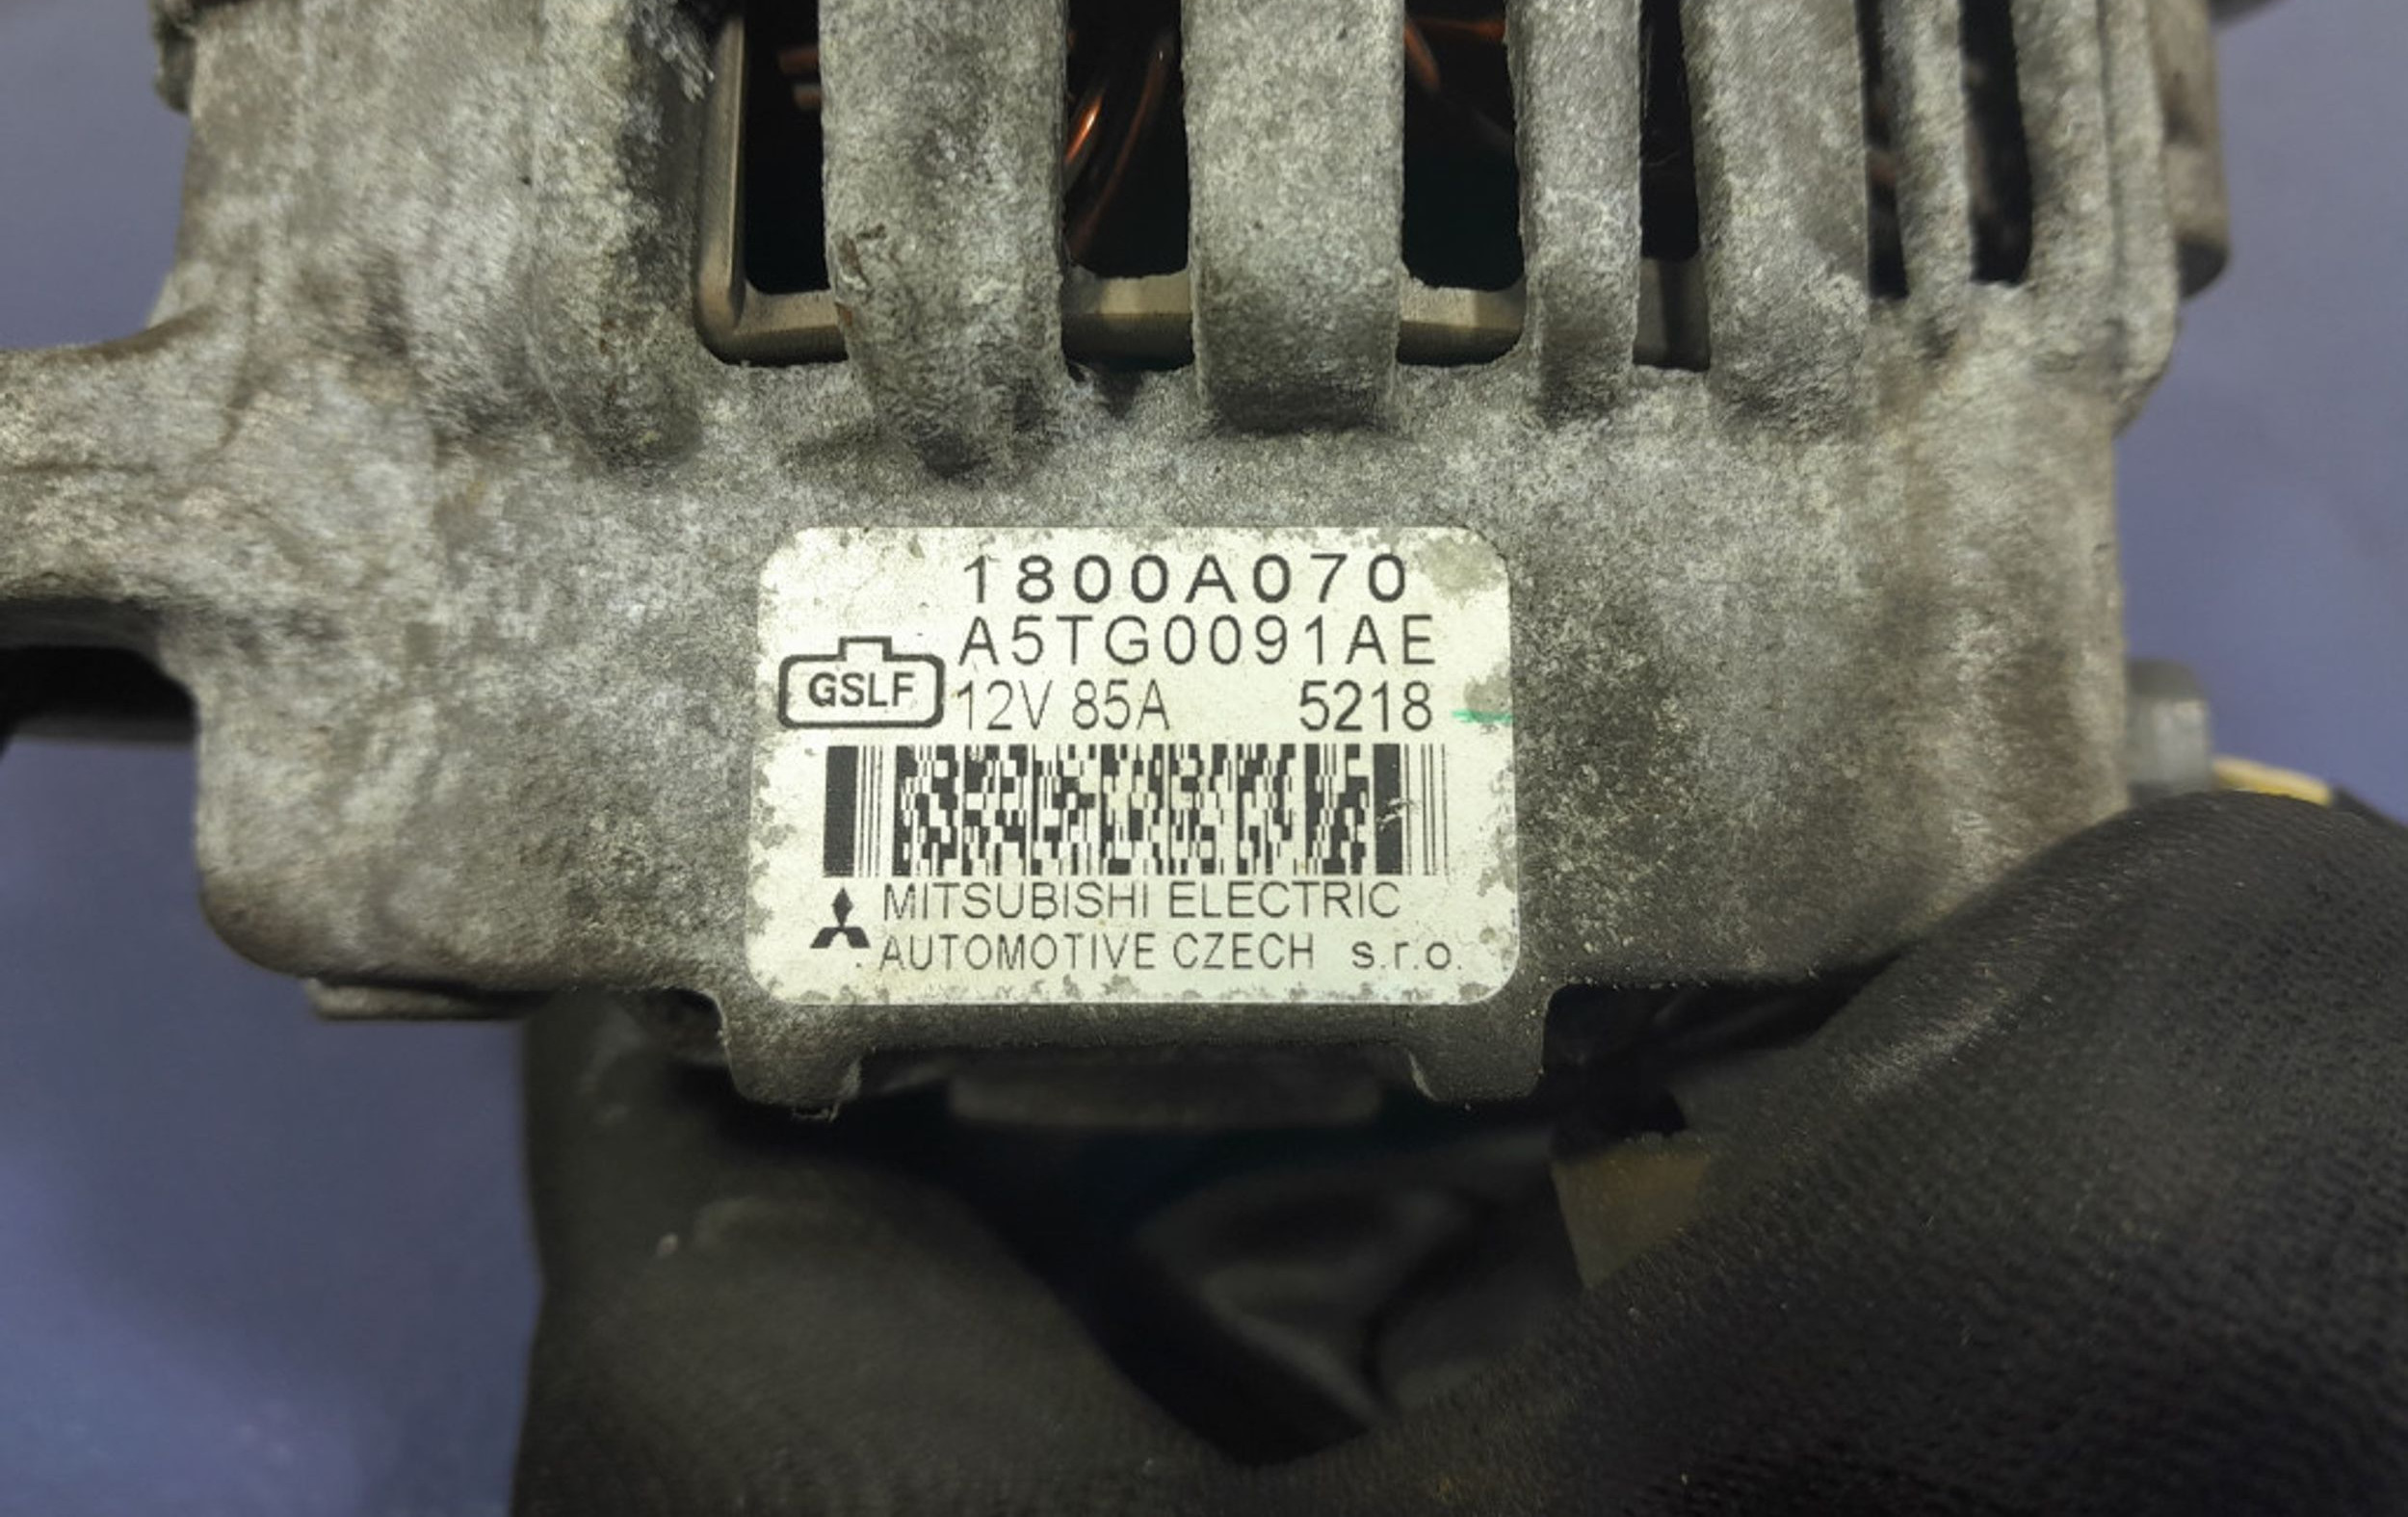 1800A070
A5TG0091AE
GSLF 12V 85A 5218
MITSUBISHI ELECTRIC
AUTOMOTIVE CZECH s.r.o.